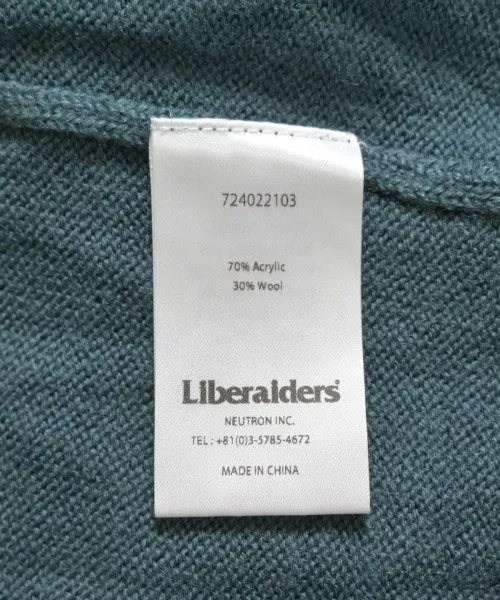 724022103
70% Acrylic
30% Wool
Liberaiders
NEUTRON INC.
TEL : +81(0)3-5785-4672
MADE IN CHINA